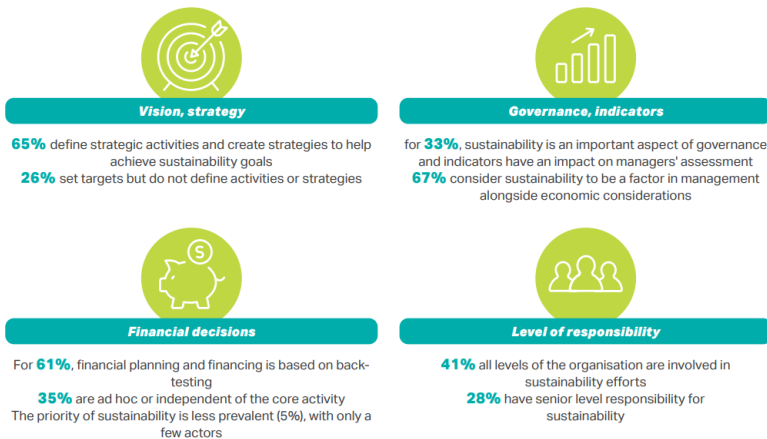 Vision, strategy
65% define strategic activities and create strategies to help
achieve sustainability goals
26% set targets but do not define activities or strategies
Governance, indicators
for 33%, sustainability is an important aspect of governance
and indicators have an impact on managers' assessment
67% consider sustainability to be a factor in management
alongside economic considerations
S
Financial decisions
For 61%, financial planning and financing is based on back-
testing
35% are ad hoc or independent of the core activity
The priority of sustainability is less prevalent (5%), with only a
few actors
Level of responsibility
41% all levels of the organisation are involved in
sustainability efforts
28% have senior level responsibility for
sustainability